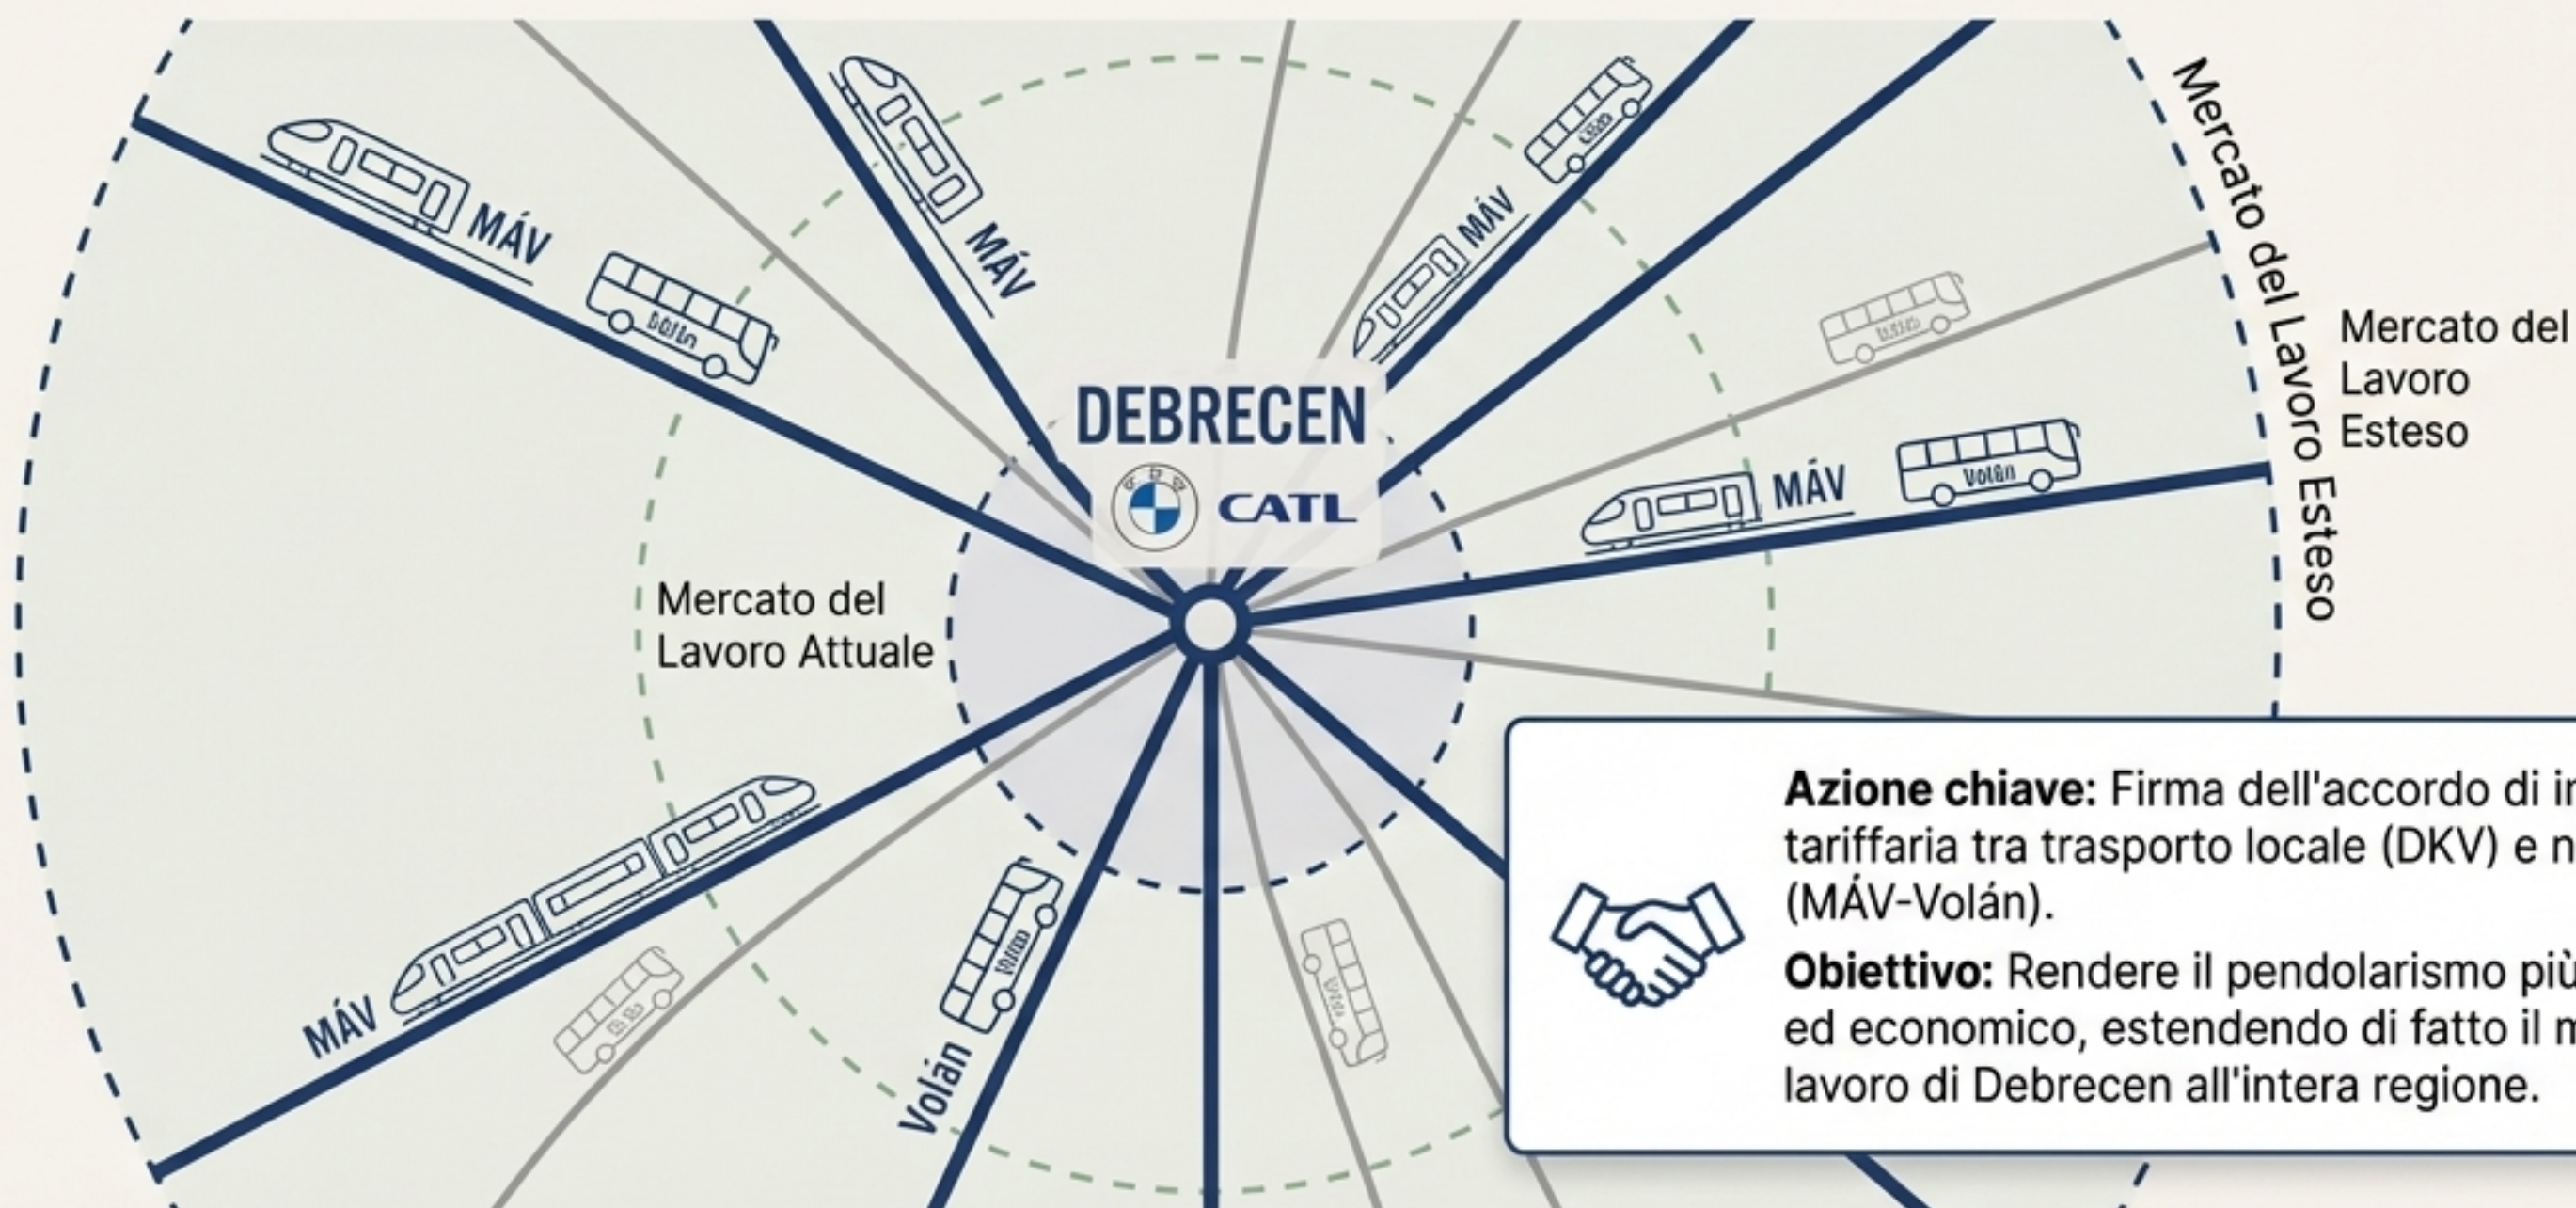 Mercato del Lavoro Esteso
Mercato del
Lavoro
Esteso
MÁV
MÁV
MÁV
DEBRECEN
CATL
MÁV
Volán
Mercato del
Lavoro Attuale
MÁV
Volán
Azione chiave: Firma dell'accordo di
tariffaria tra trasporto locale (DKV) e
(MÁV-Volán).
Obiettivo: Rendere il pendolarismo più
ed economico, estendendo di fatto il
lavoro di Debrecen all'intera regione.